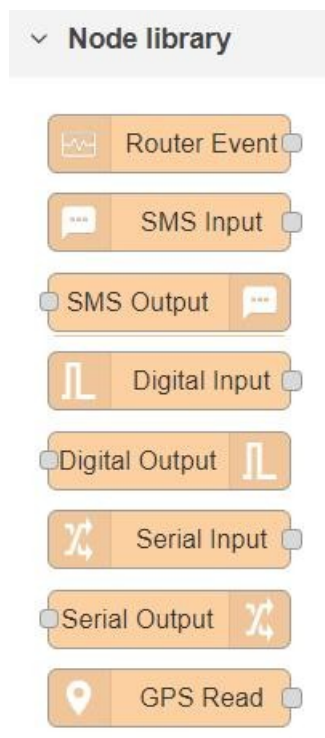 Node library
Router Event
SMS Input
SMS Output
Digital Input
Digital Output
Serial Input
Serial Output
GPS Read